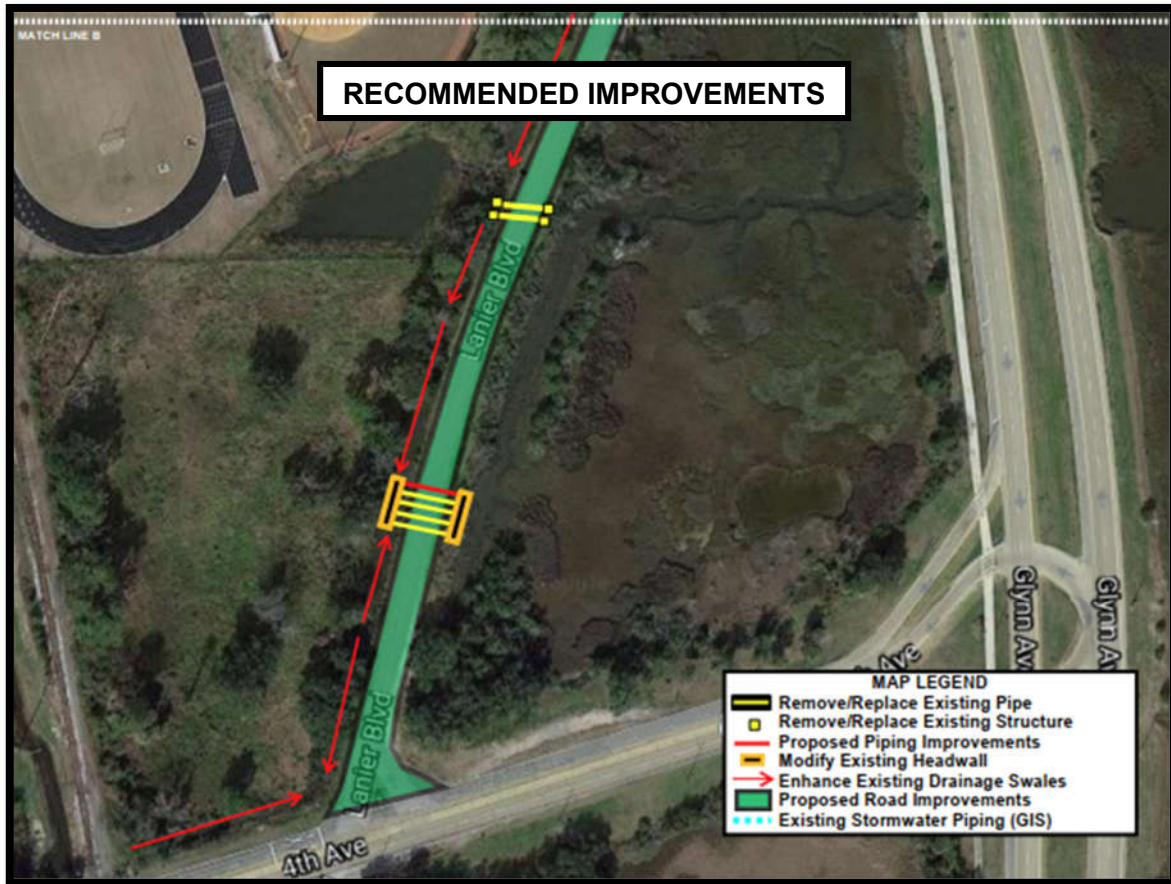 MATCH LINE B
RECOMMENDED IMPROVEMENTS
Lanier Blvd
Glynn Av
Glynn A
Ave
MAP LEGEND
Remove/Replace Existing Pipe
Remove/Replace Existing Structure
Proposed Piping Improvements
Modify Existing Headwall
Enhance Existing Drainage Swales
Proposed Road Improvements
Existing Stormwater Piping (GIS)
Lanier Blvd
4th Ave